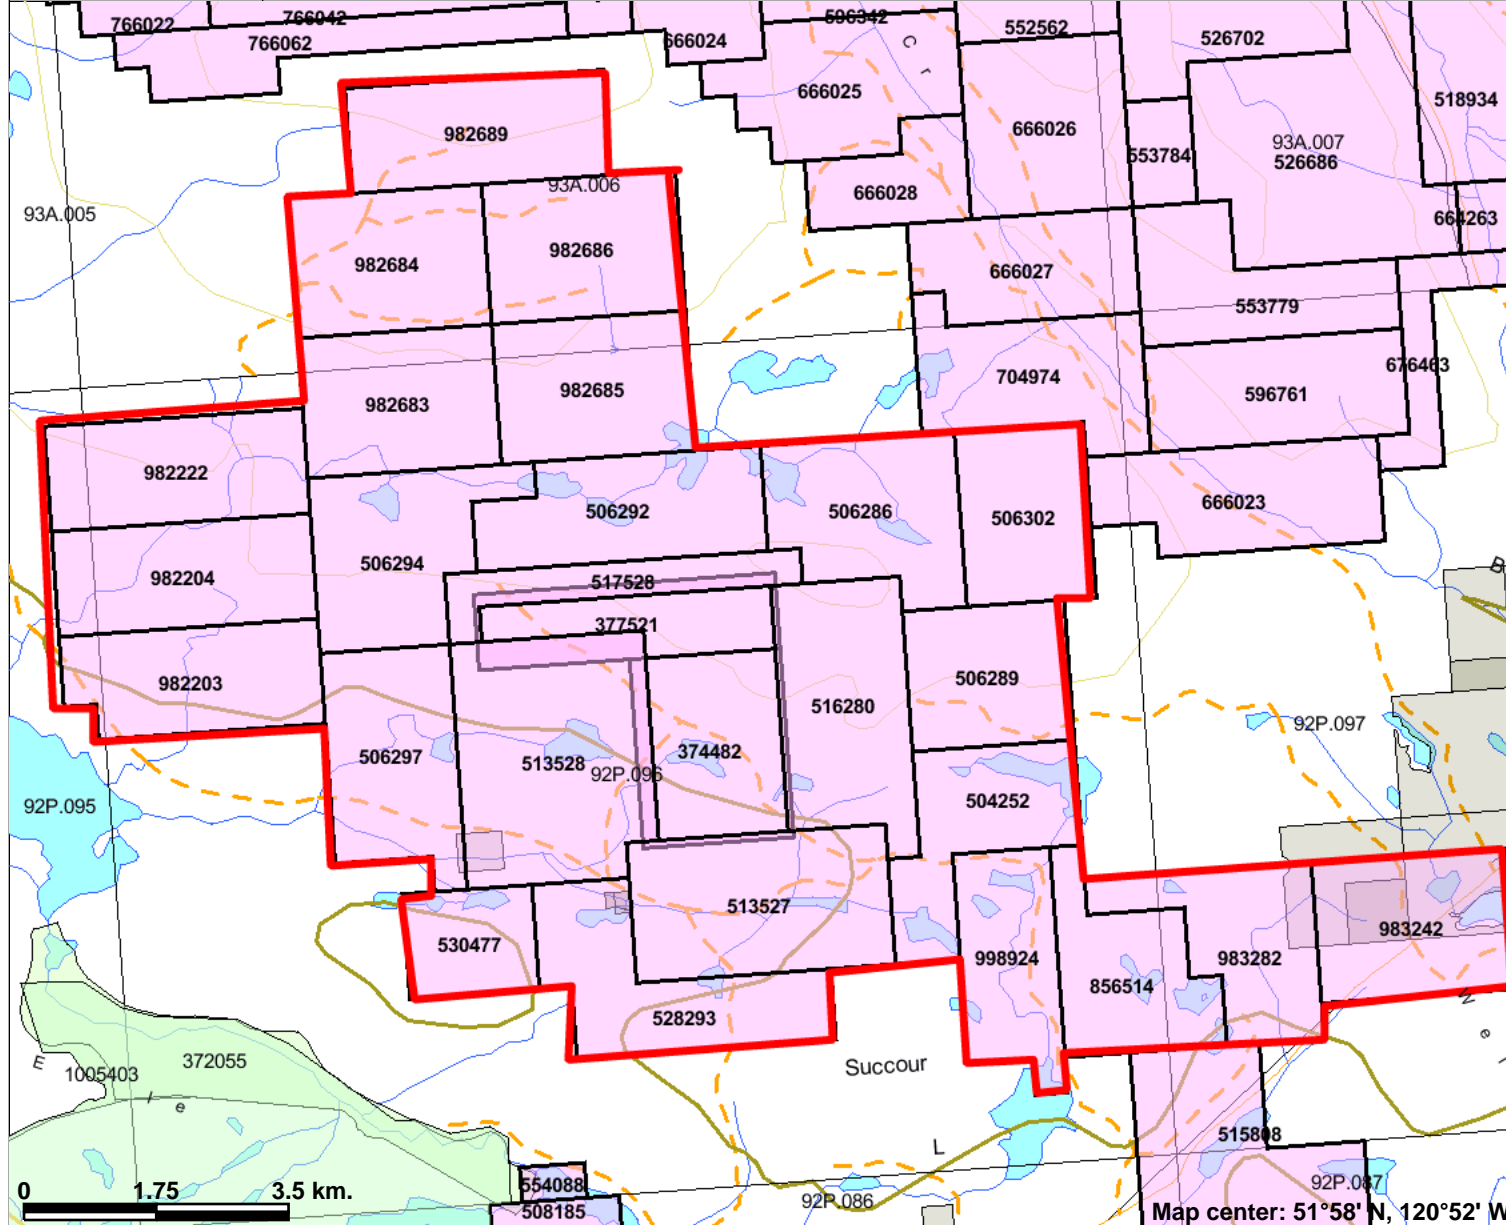 766022
766042
766062
666024
596342
552562
526702
C
r
666025
518934
982689
666026
93A.007
526686
553784
93A.006
93A.005
666028
664263
982684
982686
666027
553779
982683
982685
704974
676463
596761
982222
506292
506286
506302
666023
506294
982204
517528
B
377521
982203
506289
516280
92P.097
506297
513528
374482
92P.096
504252
92P.095
513527
530477
998924
983282
983242
856514
528293
W
e
l
Succour
E
l
e
1005403
372055
515808
L
554088
508185
92P.086
92P.087
0 1.75 3.5 km.
Map center: 51°58' N, 120°52' W